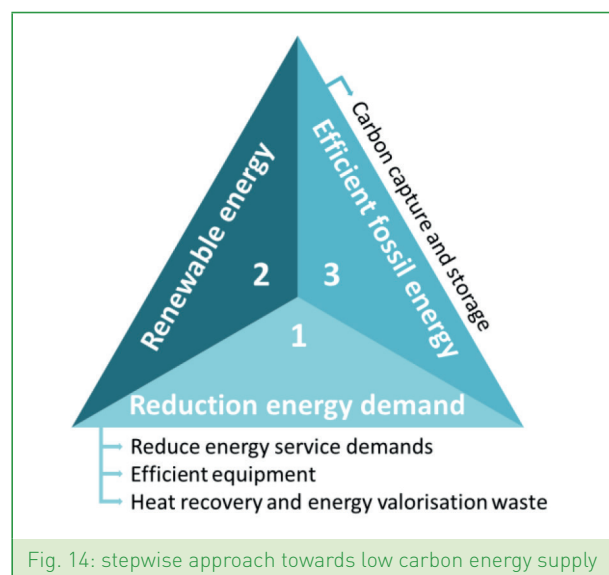 Renewable energy
2
Efficient fossil energy
3
Carbon capture and storage
1
Reduction energy demand
Reduce energy service demands
Efficient equipment
Heat recovery and energy valorisation waste
Fig. 14: stepwise approach towards low carbon energy supply